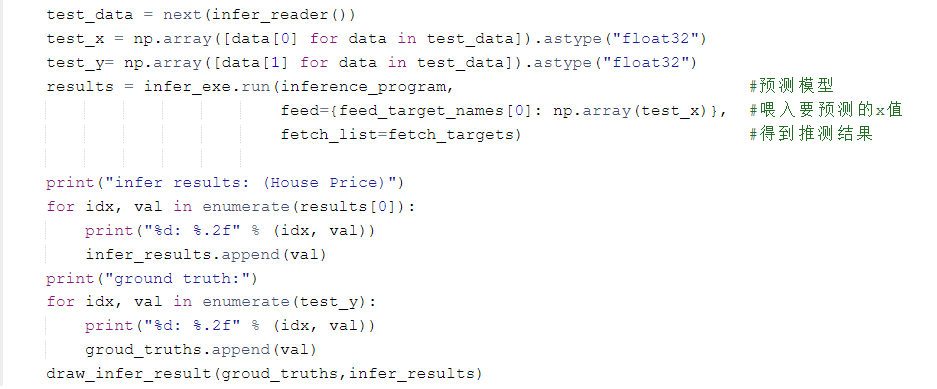 test_data = next(infer_reader())
test_x = np.array([data[0] for data in test_data]).astype("float32")
test_y= np.array([data[1] for data in test_data]).astype("float32")
results = infer_exe.run(inference_program, #预测模型
feed={feed_target_names[0]: np.array(test_x)}, #喂入要预测的x值
fetch_list=fetch_targets) #得到推测结果
print("infer results: (House Price)")
for idx, val in enumerate(results[0]):
print("%d: %.2f" % (idx, val))
infer_results.append(val)
print("ground truth:")
for idx, val in enumerate(test_y):
print("%d: %.2f" % (idx, val))
groud_truths.append(val)
draw_infer_result(groud_truths,infer_results)